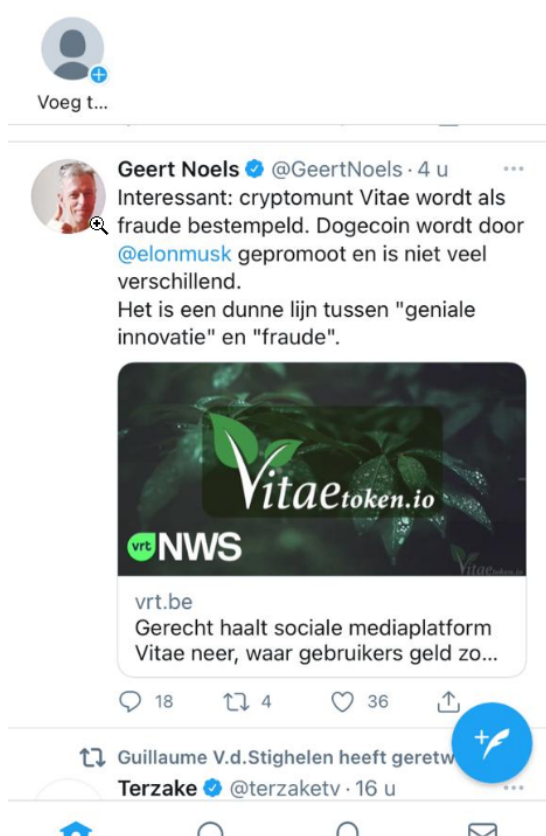 Voeg t...
Geert Noels @GeertNoels · 4 u
Interessant: cryptomunt Vitae wordt als
fraude bestempeld. Dogecoin wordt door
@elonmusk gepromoot en is niet veel
verschillend.
Het is een dunne lijn tussen "geniale
innovatie" en "fraude".
Vitaetoken.io
vrt NWS
Vitaetoken.io
vrt.be
Gerecht haalt sociale mediaplatform
Vitae neer, waar gebruikers geld zo...
18 4 36
Guillaume V.d.Stighelen heeft geretw
Terzake @terzaketv · 16 u